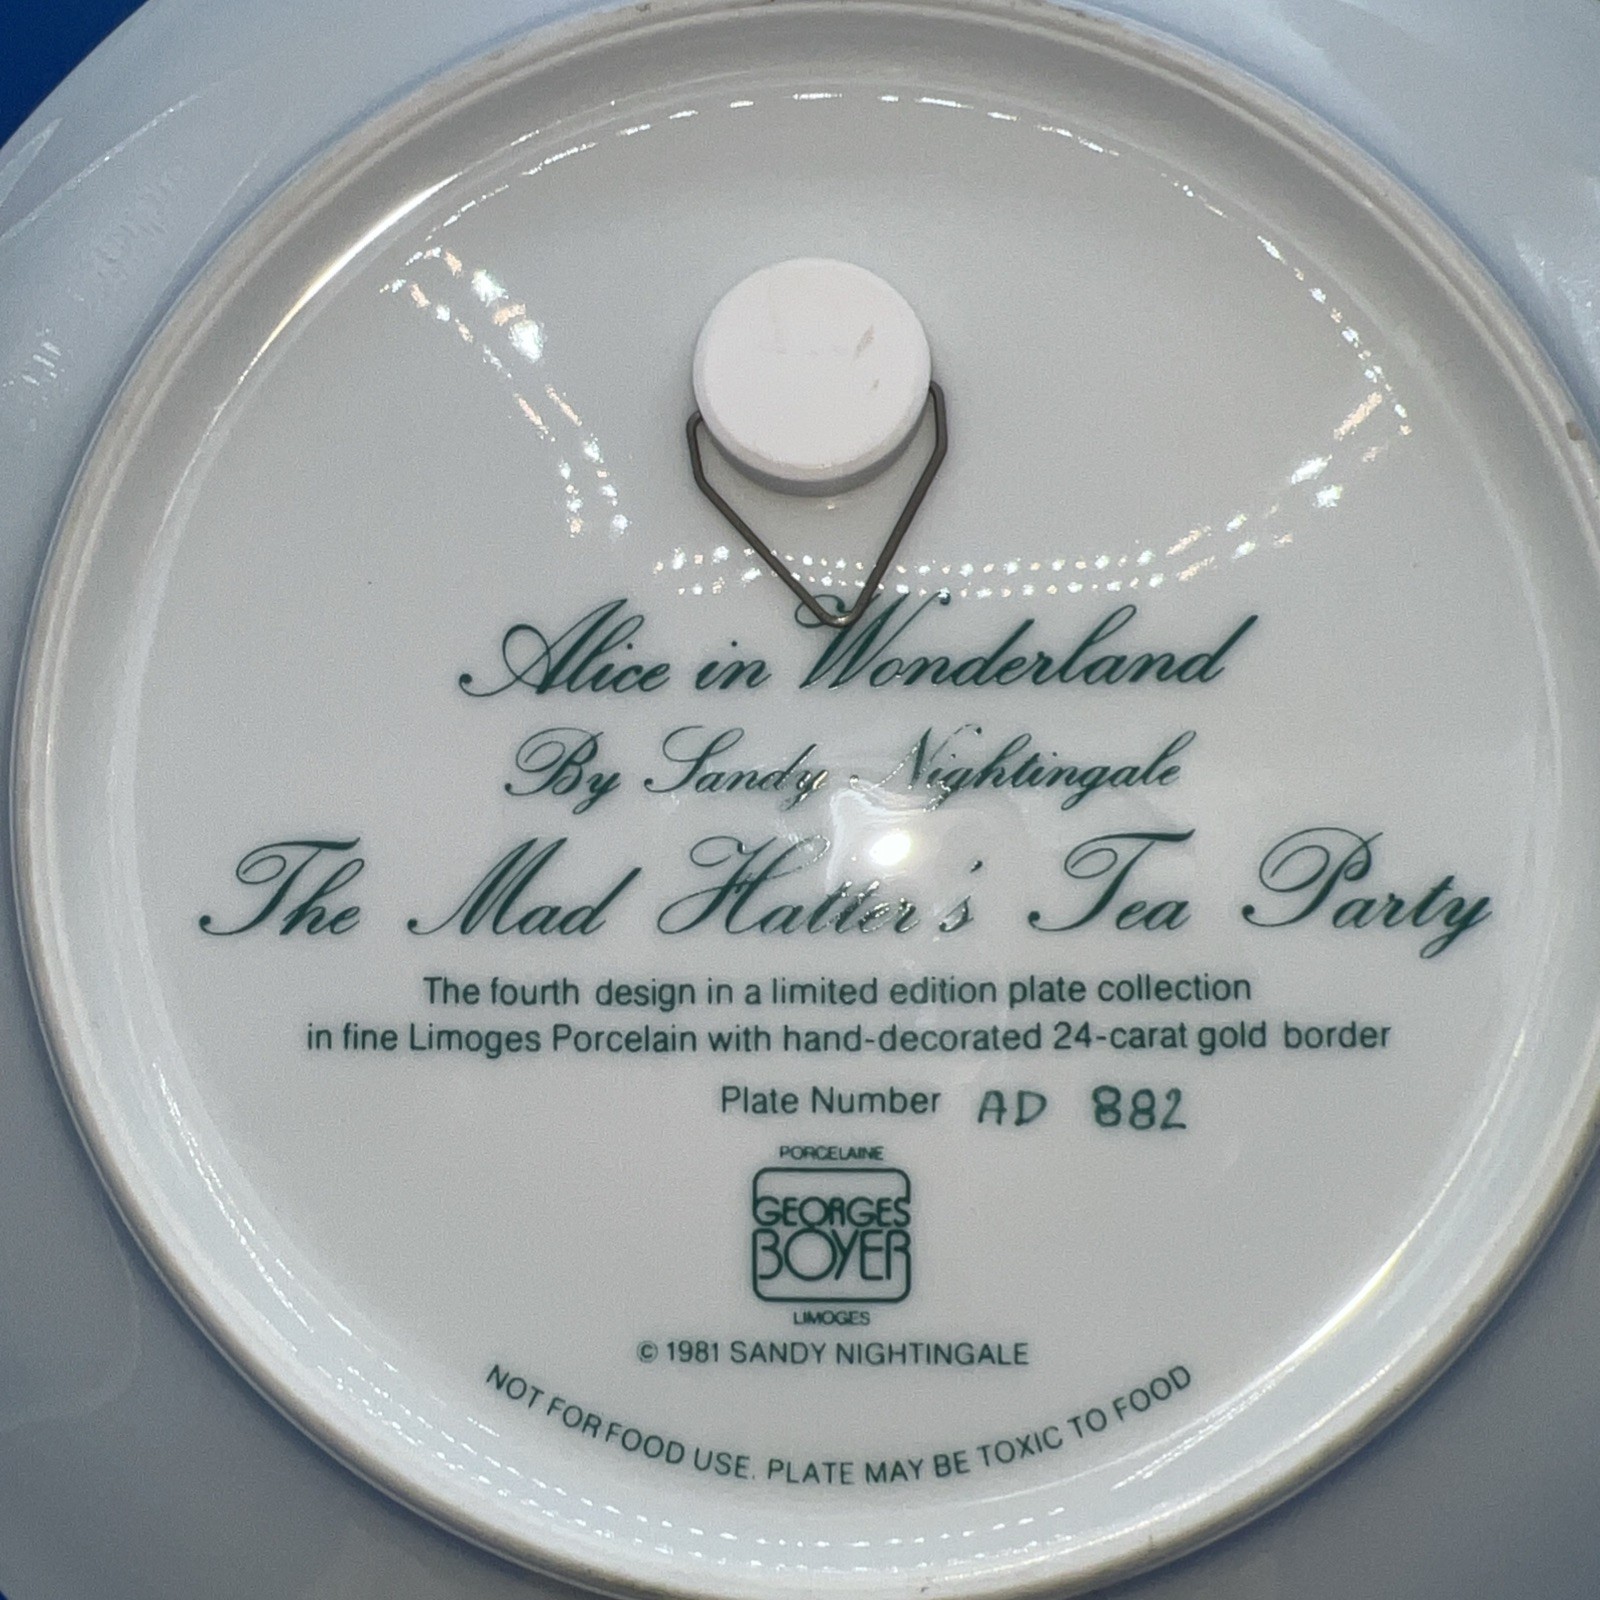 Alice in Wonderland
By Sandy Nightingale
The Mad Hatter's Tea Party
The fourth design in a limited edition plate collection
in fine Limoges Porcelain with hand-decorated 24-carat gold border
Plate Number AD 882
PORCELAINE
GEORGES
BOYER
LIMOGES
© 1981 SANDY NIGHTINGALE
NOT FOR FOOD USE. PLATE MAY BE TOXIC TO FOOD